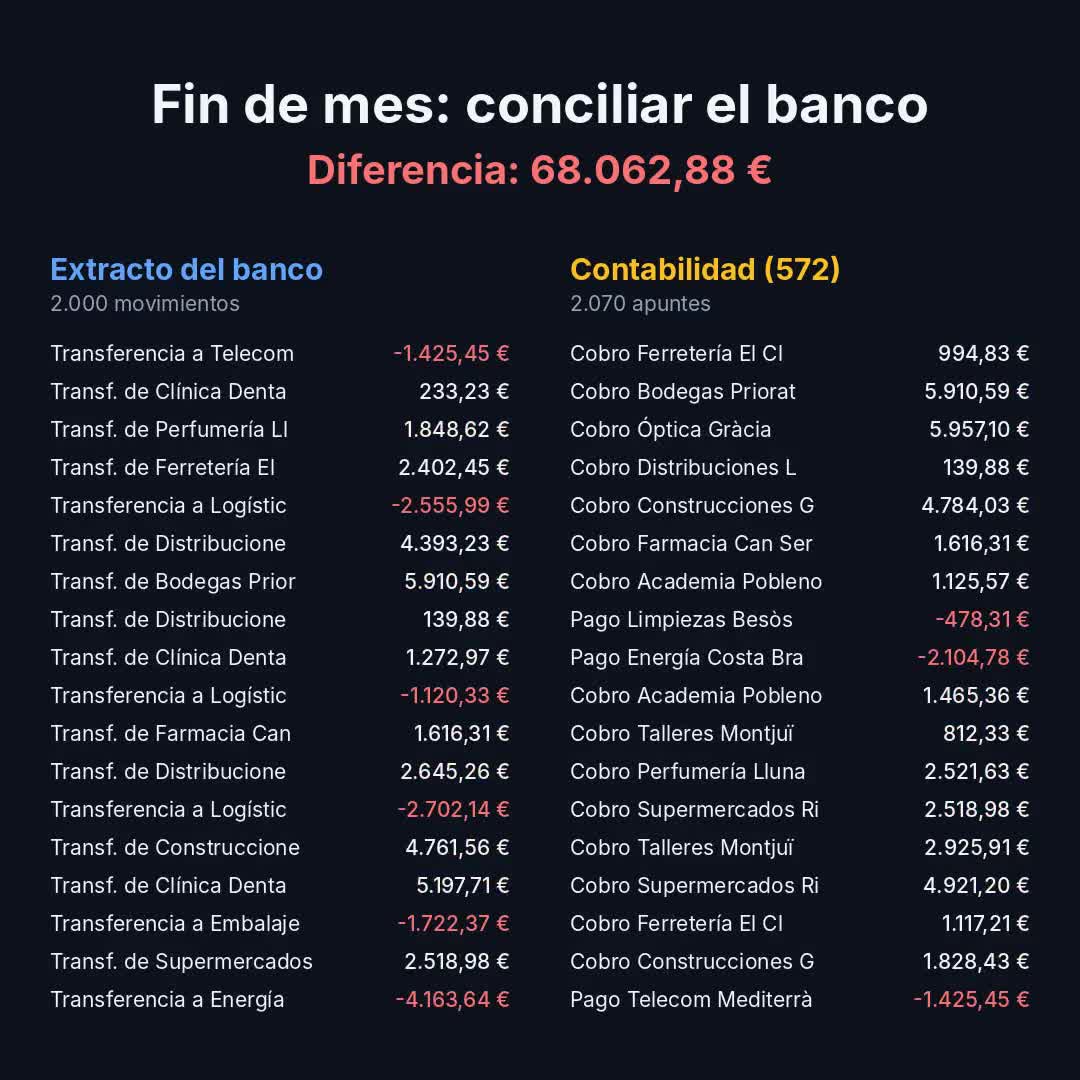 Fin de mes: conciliar el banco
Diferencia: 68.062,88 €
Extracto del banco
2.000 movimientos
Transferencia a Telecom -1.425,45 €
Transf. de Clínica Denta 233,23 €
Transf. de Perfumería Ll 1.848,62 €
Transf. de Ferretería El 2.402,45 €
Transferencia a Logístic -2.555,99 €
Transf. de Distribucione 4.393,23 €
Transf. de Bodegas Prior 5.910,59 €
Transf. de Distribucione 139,88 €
Transf. de Clínica Denta 1.272,97 €
Transferencia a Logístic -1.120,33 €
Transf. de Farmacia Can 1.616,31 €
Transf. de Distribucione 2.645,26 €
Transferencia a Logístic -2.702,14 €
Transf. de Construccione 4.761,56 €
Transf. de Clínica Denta 5.197,71 €
Transferencia a Embalaje -1.722,37 €
Transf. de Supermercados 2.518,98 €
Transferencia a Energía -4.163,64 €
Contabilidad (572)
2.070 apuntes
Cobro Ferretería El Cl 994,83 €
Cobro Bodegas Priorat 5.910,59 €
Cobro Óptica Gràcia 5.957,10 €
Cobro Distribuciones L 139,88 €
Cobro Construcciones G 4.784,03 €
Cobro Farmacia Can Ser 1.616,31 €
Cobro Academia Pobleno 1.125,57 €
Pago Limpiezas Besòs -478,31 €
Pago Energía Costa Bra -2.104,78 €
Cobro Academia Pobleno 1.465,36 €
Cobro Talleres Montjuï 812,33 €
Cobro Perfumería Lluna 2.521,63 €
Cobro Supermercados Ri 2.518,98 €
Cobro Talleres Montjuï 2.925,91 €
Cobro Supermercados Ri 4.921,20 €
Cobro Ferretería El Cl 1.117,21 €
Cobro Construcciones G 1.828,43 €
Pago Telecom Mediterrà -1.425,45 €